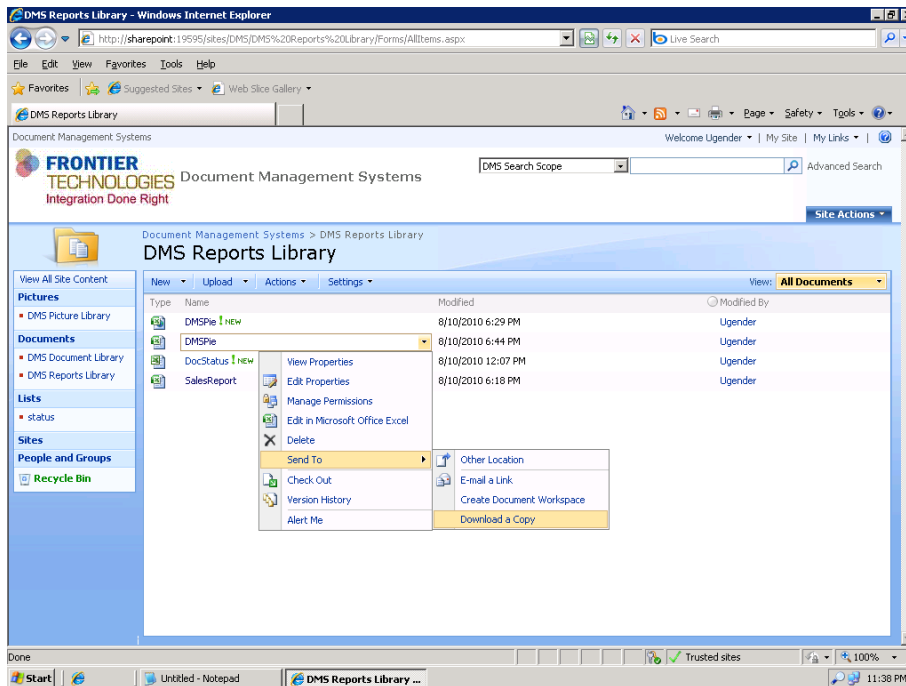 DMS Reports Library - Windows Internet Explorer
http://sharepoint:19595/sites/DMS/DMS%20Reports%20Library/Forms/AllItems.aspx
Live Search
File Edit View Favorites Tools Help
Favorites Suggested Sites Web Slice Gallery
DMS Reports Library
Page Safety Tools
Document Management Systems
Welcome Ugender | My Site | My Links |
FRONTIER
TECHNOLOGIES
Integration Done Right
Document Management Systems
DMS Search Scope
Advanced Search
Site Actions
Document Management Systems > DMS Reports Library
DMS Reports Library
View All Site Content
Pictures
DMS Picture Library
Documents
DMS Document Library
DMS Reports Library
Lists
status
Sites
People and Groups
Recycle Bin
New Upload Actions Settings View: All Documents
Type Name Modified Modified By
DMSPie ! NEW 8/10/2010 6:29 PM Ugender
DMSPie 8/10/2010 6:44 PM Ugender
DocStatus ! NEW 8/10/2010 12:07 PM Ugender
SalesReport 8/10/2010 6:18 PM Ugender
View Properties
Edit Properties
Manage Permissions
Edit in Microsoft Office Excel
Delete
Send To
Check Out
Version History
Alert Me
Other Location
E-mail a Link
Create Document Workspace
Download a Copy
Done
Trusted sites
100%
Start
Untitled - Notepad
DMS Reports Library ...
11:38 PM